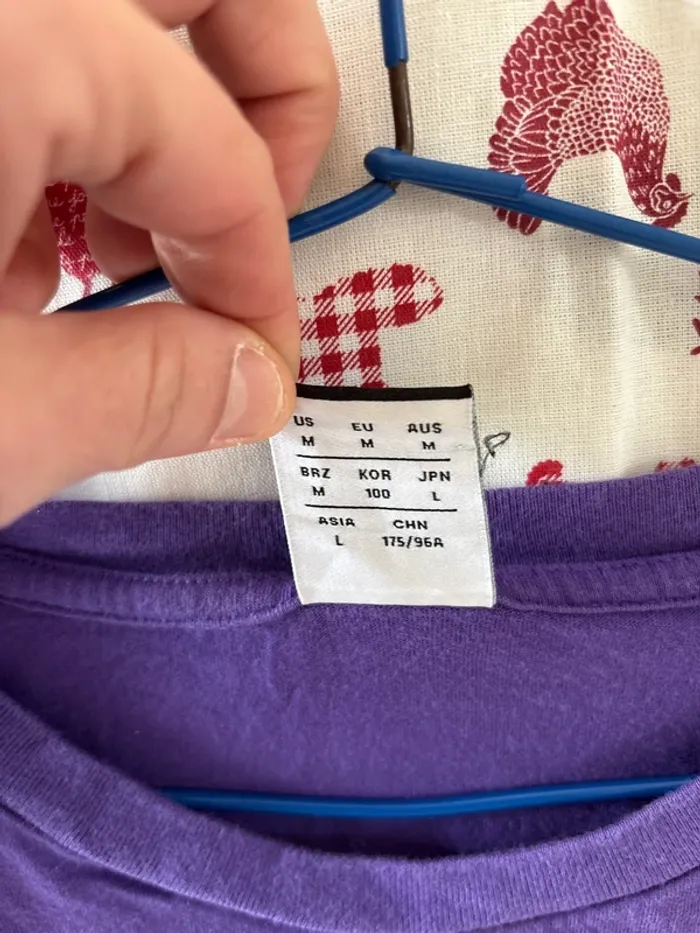 US EU AUS
M M M
BRZ KOR JPN
M 100 L
ASIA CHN
L 175/96A